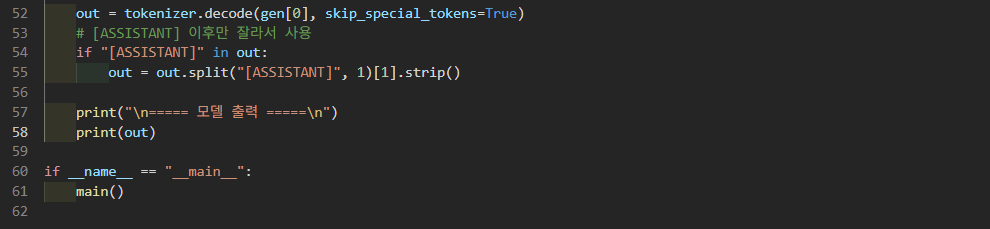 52 out = tokenizer.decode(gen[0], skip_special_tokens=True)
53 # [ASSISTANT] 이후만 잘라서 사용
54 if "[ASSISTANT]" in out:
55 out = out.split("[ASSISTANT]", 1)[1].strip()
56
57 print("\n===== 모델 출력 =====\n")
58 print(out)
59
60 if __name__ == "__main__":
61 main()
62